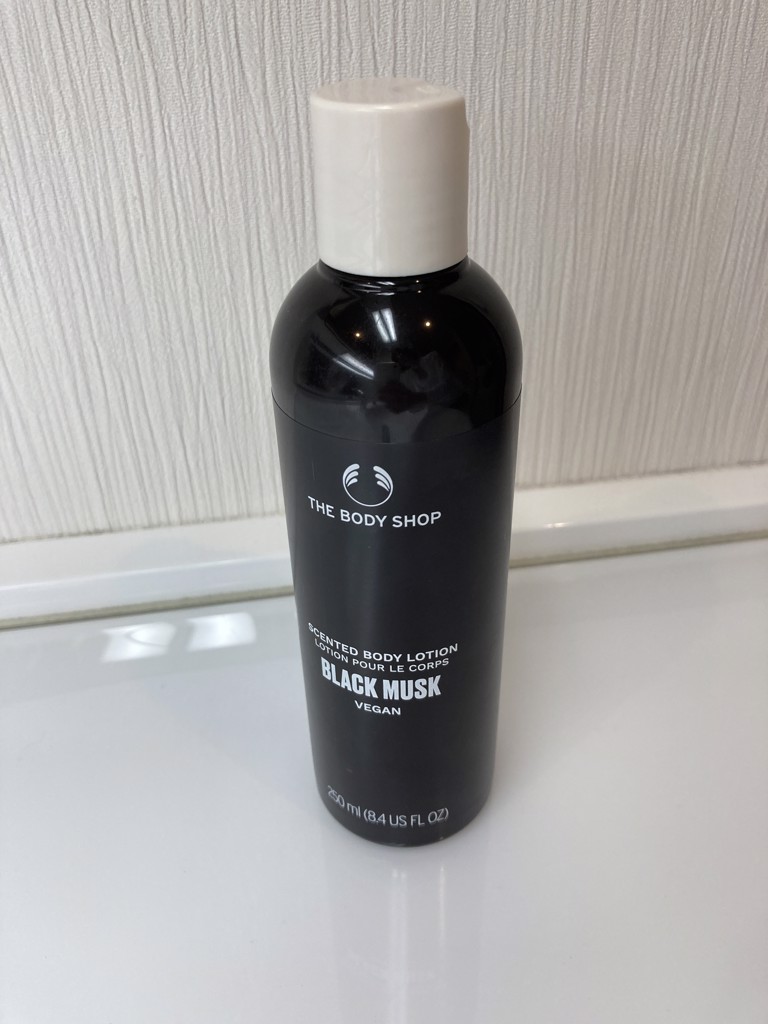 THE BODY SHOP
SCENTED BODY LOTION
LOTION POUR LE CORPS
BLACK MUSK
VEGAN
250 ml (8.4 US FL OZ)